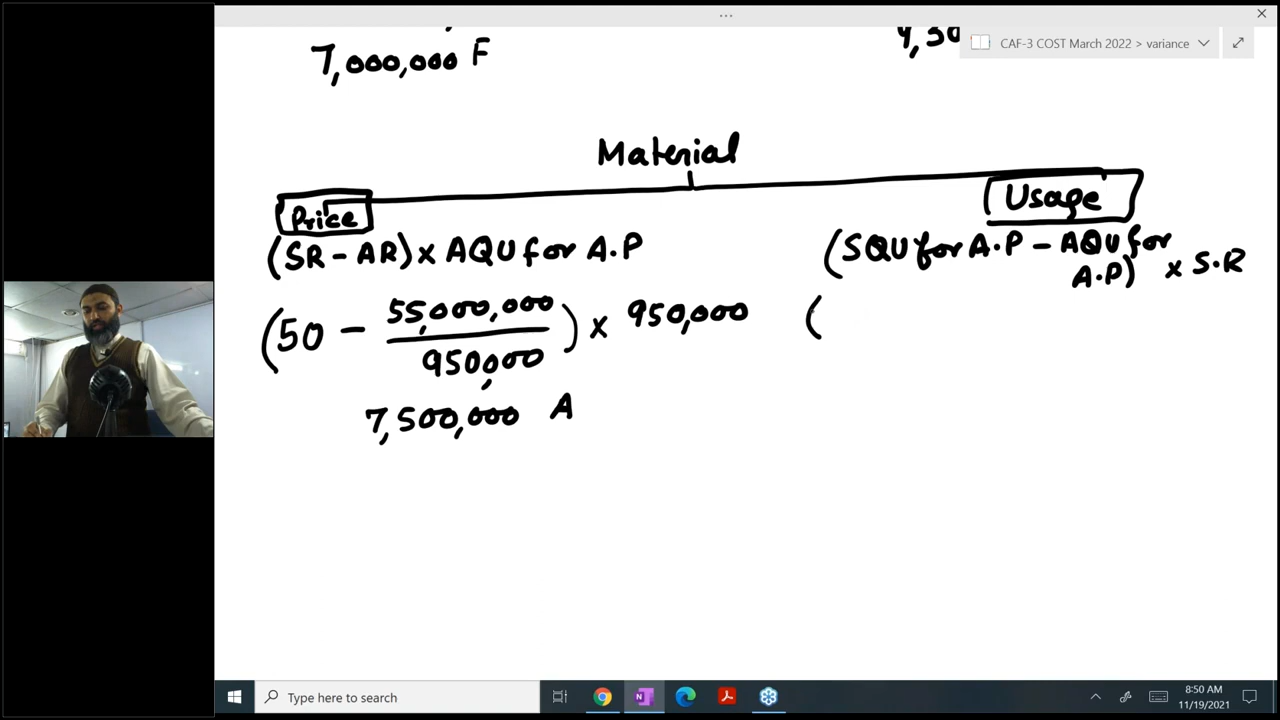 7,000,000 F
CAF-3 COST March 2022 > variance
Material
Price
Usage
(SR - AR) × AQU for A.P
(SQU for A.P - AQU for A.P) × S.R
(50 - 55,000,000 / 950,000) × 950,000
(
7,500,000 A
Type here to search
8:50 AM
11/19/2021